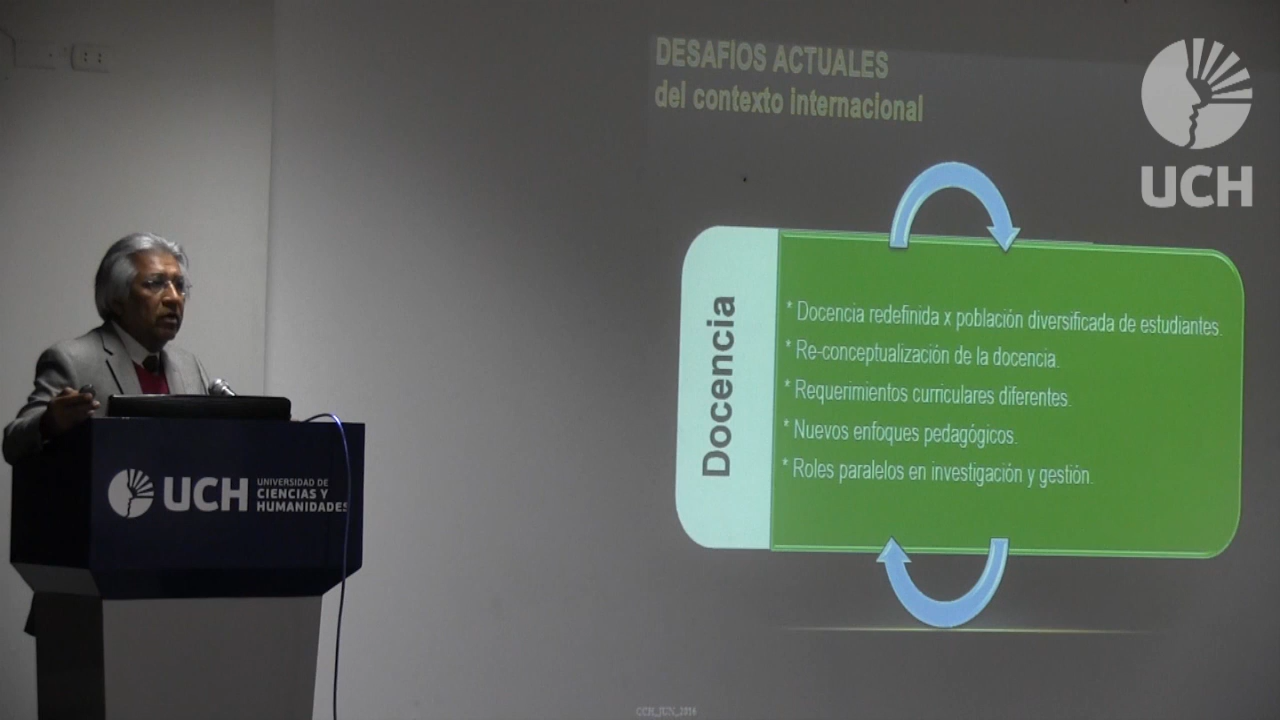 DESAFIOS ACTUALES
del contexto internacional
UCH
Docencia
* Docencia redefinida x población diversificada de estudiantes.
* Re-conceptualización de la docencia.
* Requerimientos curriculares diferentes.
* Nuevos enfoques pedagógicos.
* Roles paralelos en investigación y gestión.
UCH
UNIVERSIDAD DE
CIENCIAS Y
HUMANIDADES
CCH_JUN_2016